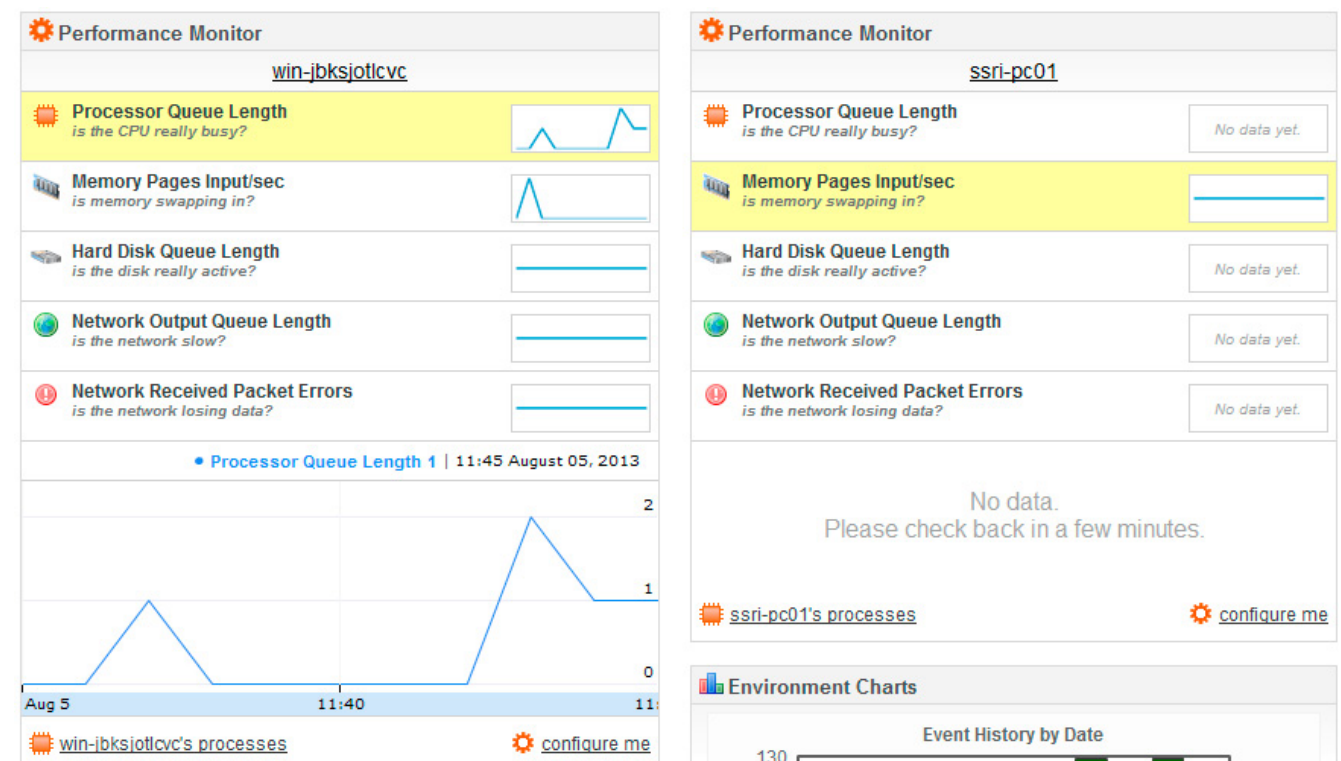 Performance Monitor
win-jbksjotlcvc
Processor Queue Length
is the CPU really busy?
Memory Pages Input/sec
is memory swapping in?
Hard Disk Queue Length
is the disk really active?
Network Output Queue Length
is the network slow?
Network Received Packet Errors
is the network losing data?
• Processor Queue Length 1 | 11:45 August 05, 2013
2
1
0
Aug 5 11:40 11:
win-jbksjotlcvc's processes configure me
Performance Monitor
ssri-pc01
Processor Queue Length
is the CPU really busy?
No data yet.
Memory Pages Input/sec
is memory swapping in?
Hard Disk Queue Length
is the disk really active?
No data yet.
Network Output Queue Length
is the network slow?
No data yet.
Network Received Packet Errors
is the network losing data?
No data yet.
No data.
Please check back in a few minutes.
ssri-pc01's processes configure me
Environment Charts
Event History by Date
130